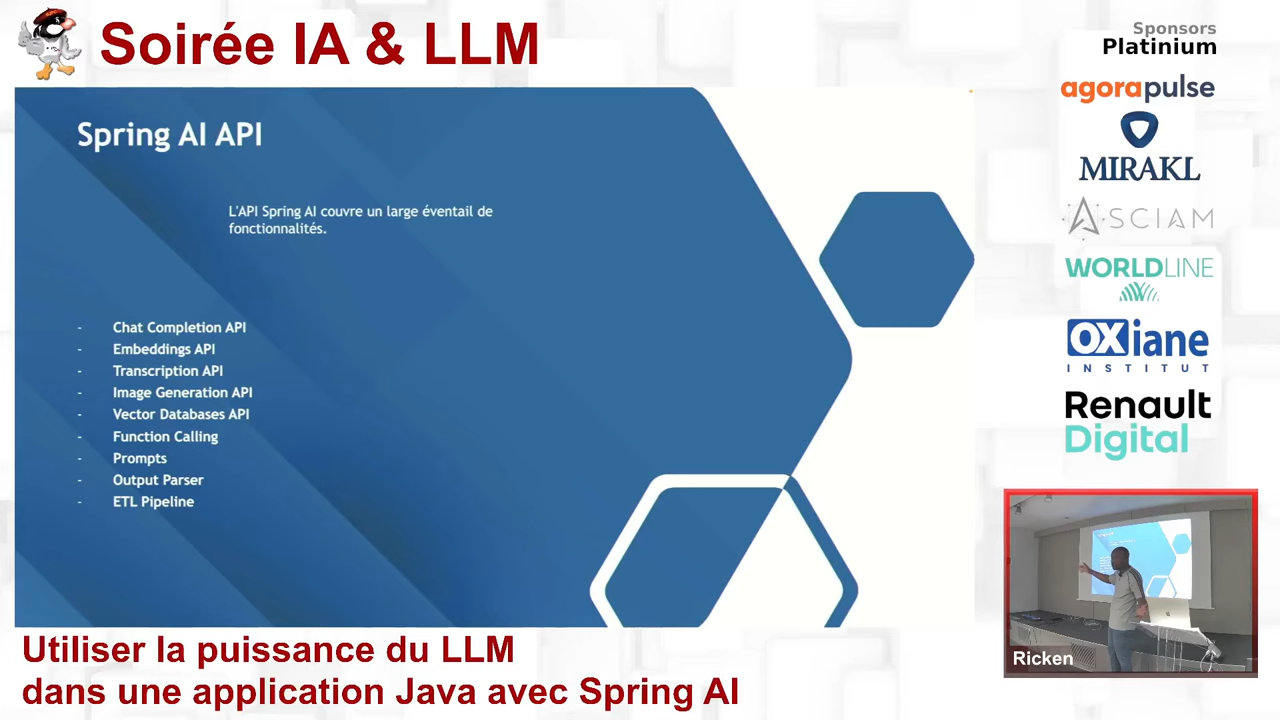 Soirée IA & LLM
Sponsors
Platinium
agorapulse
MIRAKL
ASCIAM
WORLDLINE
OXiane
INSTITUT
Renault
Digital
Spring AI API
L'API Spring AI couvre un large éventail de
fonctionnalités.
- Chat Completion API
- Embeddings API
- Transcription API
- Image Generation API
- Vector Databases API
- Function Calling
- Prompts
- Output Parser
- ETL Pipeline
Ricken
Utiliser la puissance du LLM
dans une application Java avec Spring AI